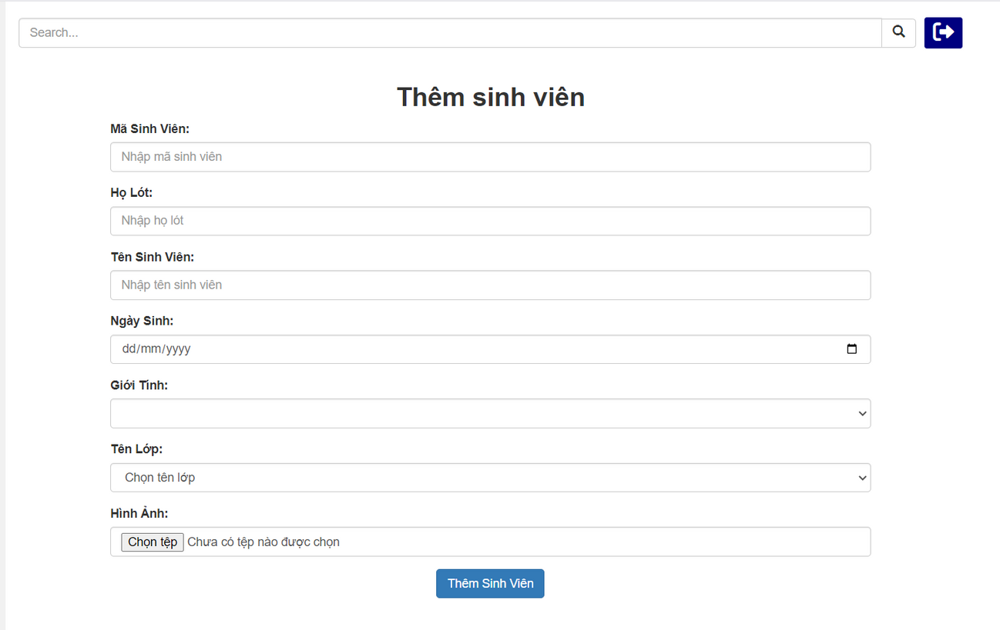 Search...
Thêm sinh viên
Mã Sinh Viên:
Nhập mã sinh viên
Họ Lót:
Nhập họ lót
Tên Sinh Viên:
Nhập tên sinh viên
Ngày Sinh:
dd/mm/yyyy
Giới Tính:
Tên Lớp:
Chọn tên lớp
Hình Ảnh:
Chọn tệp Chưa có tệp nào được chọn
Thêm Sinh Viên